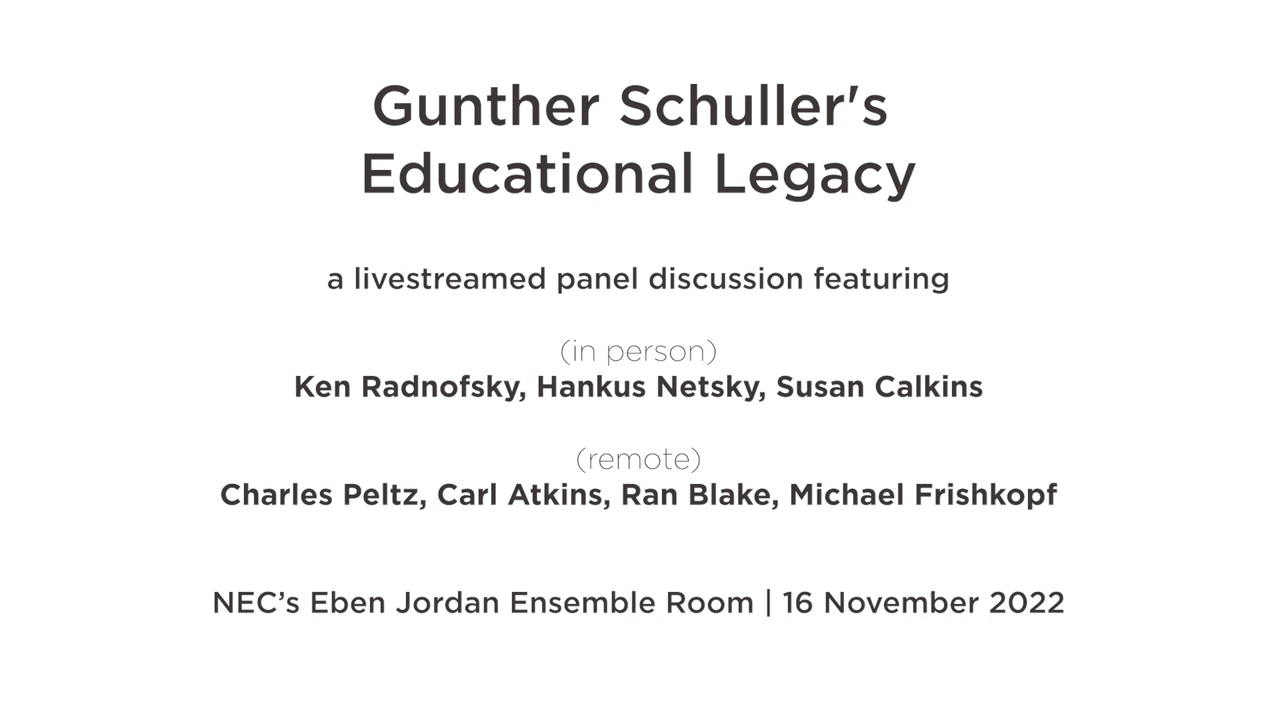 Gunther Schuller's
Educational Legacy
a livestreamed panel discussion featuring
(in person)
Ken Radnofsky, Hankus Netsky, Susan Calkins
(remote)
Charles Peltz, Carl Atkins, Ran Blake, Michael Frishkopf
NEC’s Eben Jordan Ensemble Room | 16 November 2022